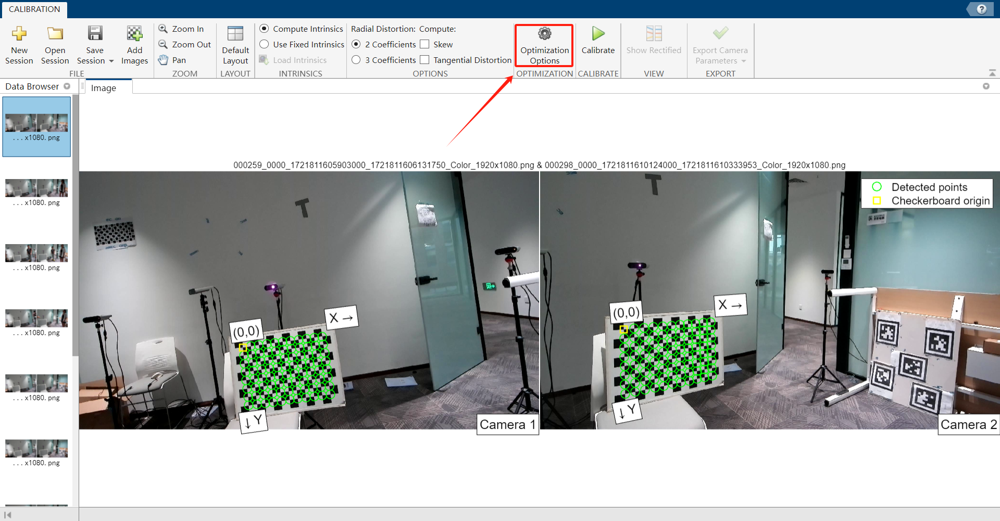 CALIBRATION
New
Session
Open
Session
Save
Session
Add
Images
FILE
Zoom In
Zoom Out
Pan
ZOOM
Default
Layout
LAYOUT
Compute Intrinsics
Use Fixed Intrinsics
Load Intrinsics
INTRINSICS
Radial Distortion:
Compute:
2 Coefficients
Skew
3 Coefficients
Tangential Distortion
OPTIONS
Optimization
Options
OPTIMIZATION
Calibrate
CALIBRATE
Show Rectified
VIEW
Export Camera
Parameters
EXPORT
Data Browser
Image
...x1080.png
...x1080.png
...x1080.png
...x1080.png
...x1080.png
...x1080.png
000259_0000_1721811605903000_1721811606131750_Color_1920x1080.png & 000298_0000_1721811610124000_1721811610333953_Color_1920x1080.png
T
(0,0)
X →
↓ Y
Camera 1
T
Detected points
Checkerboard origin
(0,0)
X →
↓ Y
Camera 2